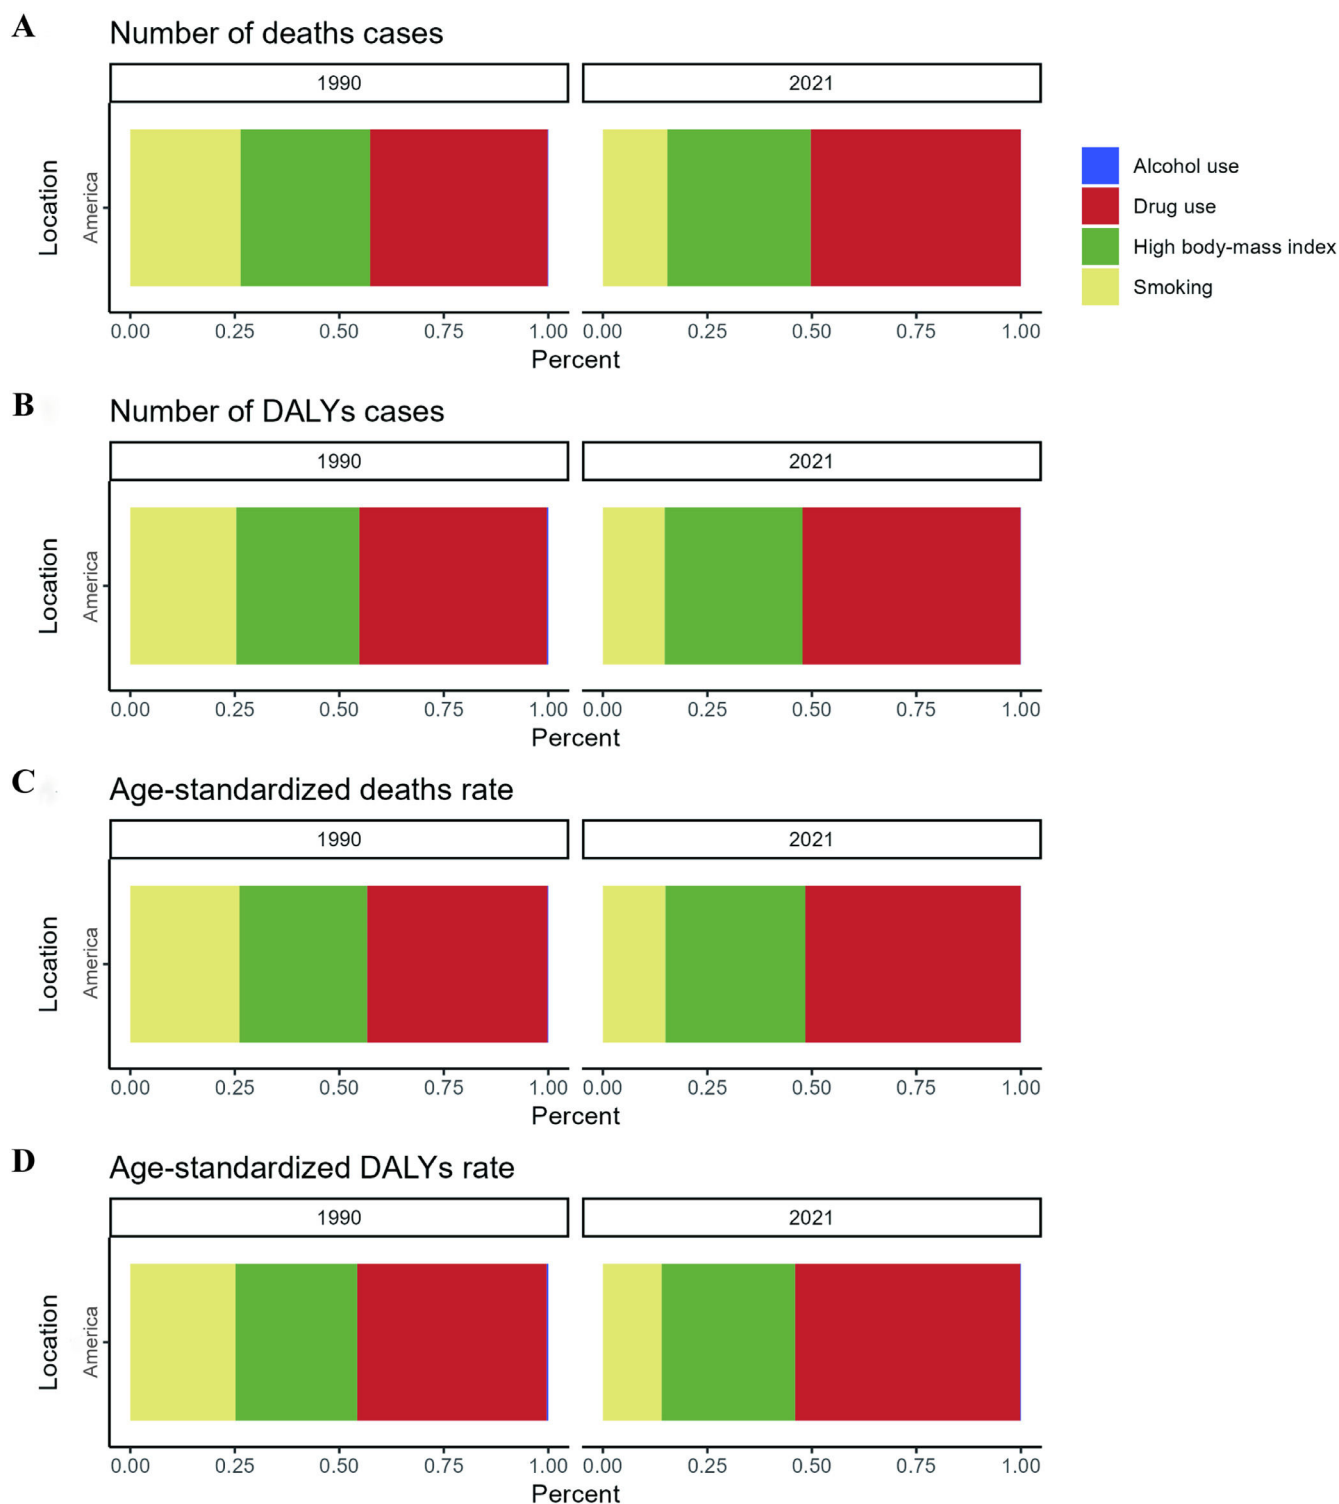 A
Number of deaths cases
1990
2021
Location
America
0.00 0.25 0.50 0.75 1.00
0.00 0.25 0.50 0.75 1.00
Percent
Alcohol use
Drug use
High body-mass index
Smoking
B
Number of DALYs cases
1990
2021
Location
America
0.00 0.25 0.50 0.75 1.00
0.00 0.25 0.50 0.75 1.00
Percent
C
Age-standardized deaths rate
1990
2021
Location
America
0.00 0.25 0.50 0.75 1.00
0.00 0.25 0.50 0.75 1.00
Percent
D
Age-standardized DALYs rate
1990
2021
Location
America
0.00 0.25 0.50 0.75 1.00
0.00 0.25 0.50 0.75 1.00
Percent